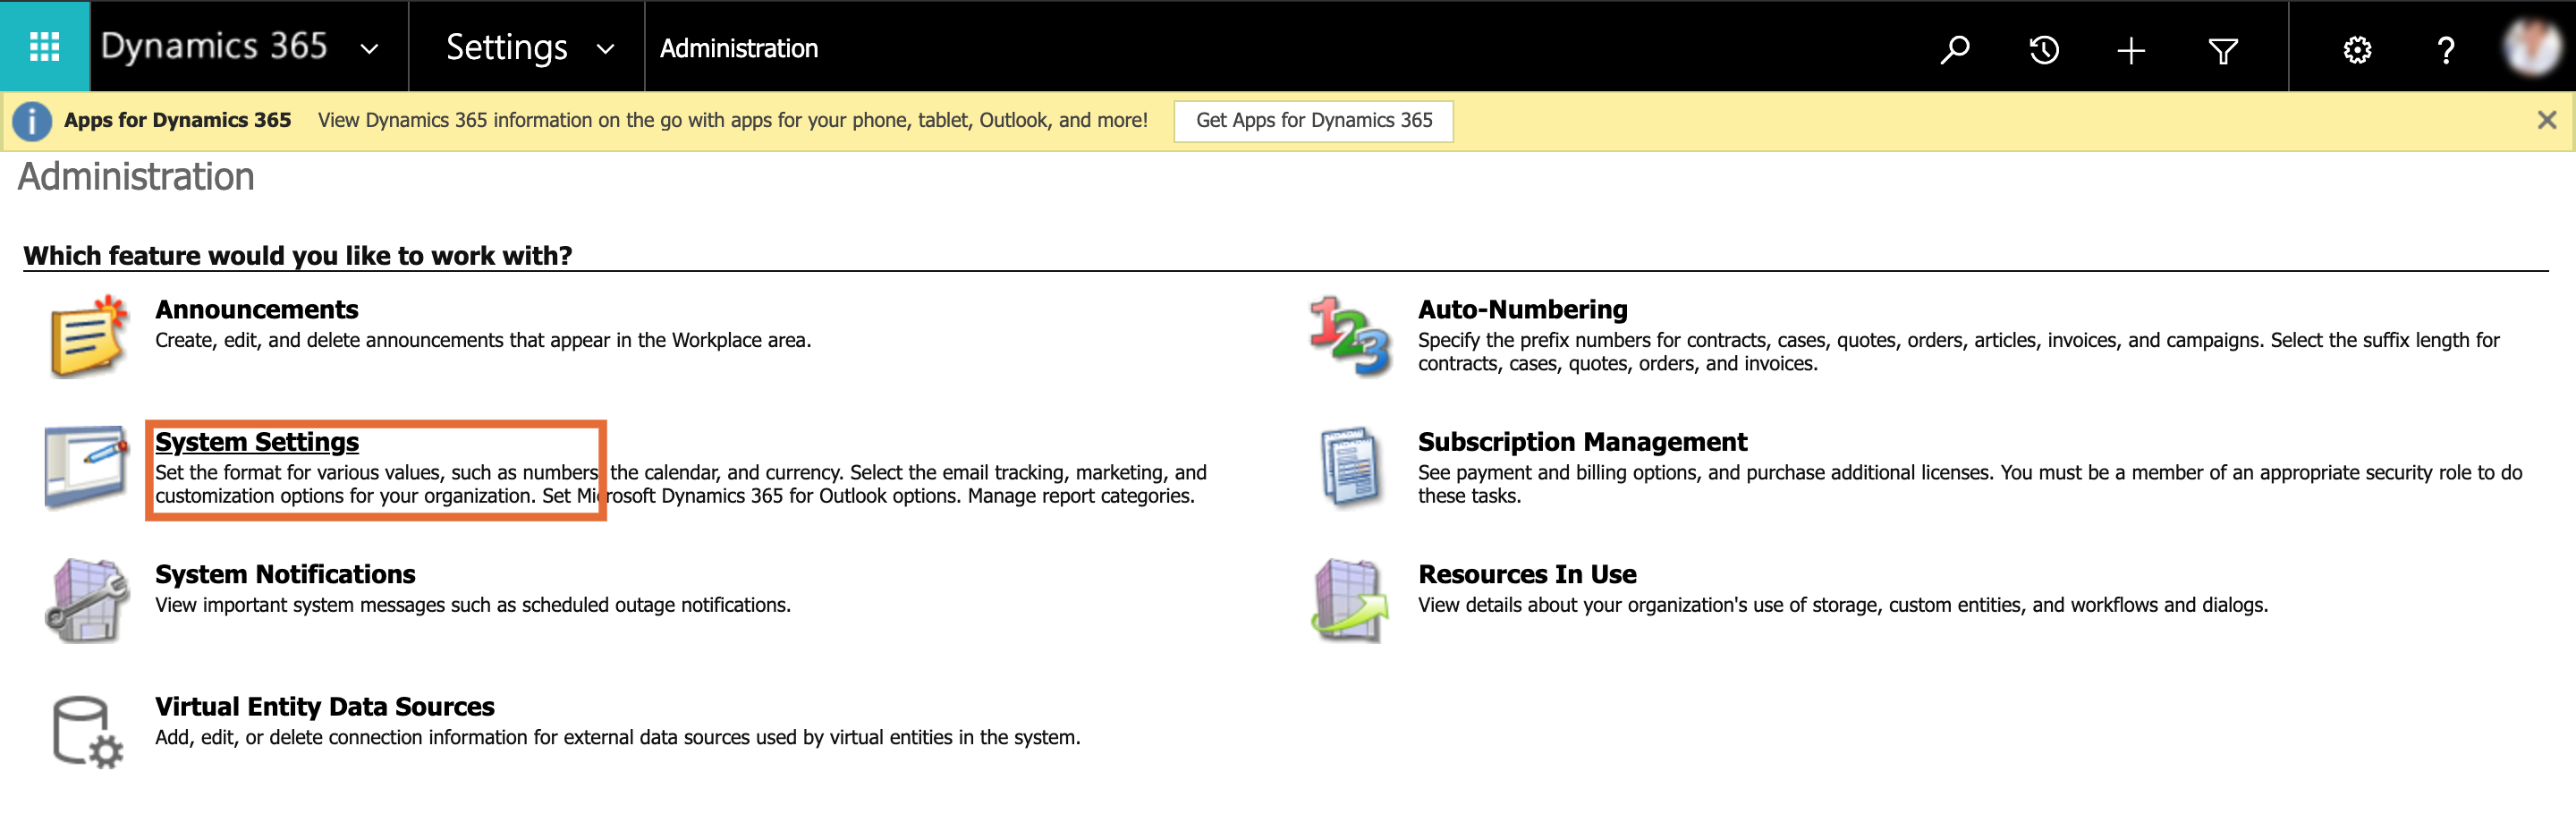 Dynamics 365 Settings Administration
Apps for Dynamics 365 View Dynamics 365 information on the go with apps for your phone, tablet, Outlook, and more! Get Apps for Dynamics 365
Administration
Which feature would you like to work with?
Announcements
Create, edit, and delete announcements that appear in the Workplace area.
Auto-Numbering
Specify the prefix numbers for contracts, cases, quotes, orders, articles, invoices, and campaigns. Select the suffix length for
contracts, cases, quotes, orders, and invoices.
System Settings
Set the format for various values, such as numbers, the calendar, and currency. Select the email tracking, marketing, and
customization options for your organization. Set Microsoft Dynamics 365 for Outlook options. Manage report categories.
Subscription Management
See payment and billing options, and purchase additional licenses. You must be a member of an appropriate security role to do
these tasks.
System Notifications
View important system messages such as scheduled outage notifications.
Resources In Use
View details about your organization's use of storage, custom entities, and workflows and dialogs.
Virtual Entity Data Sources
Add, edit, or delete connection information for external data sources used by virtual entities in the system.